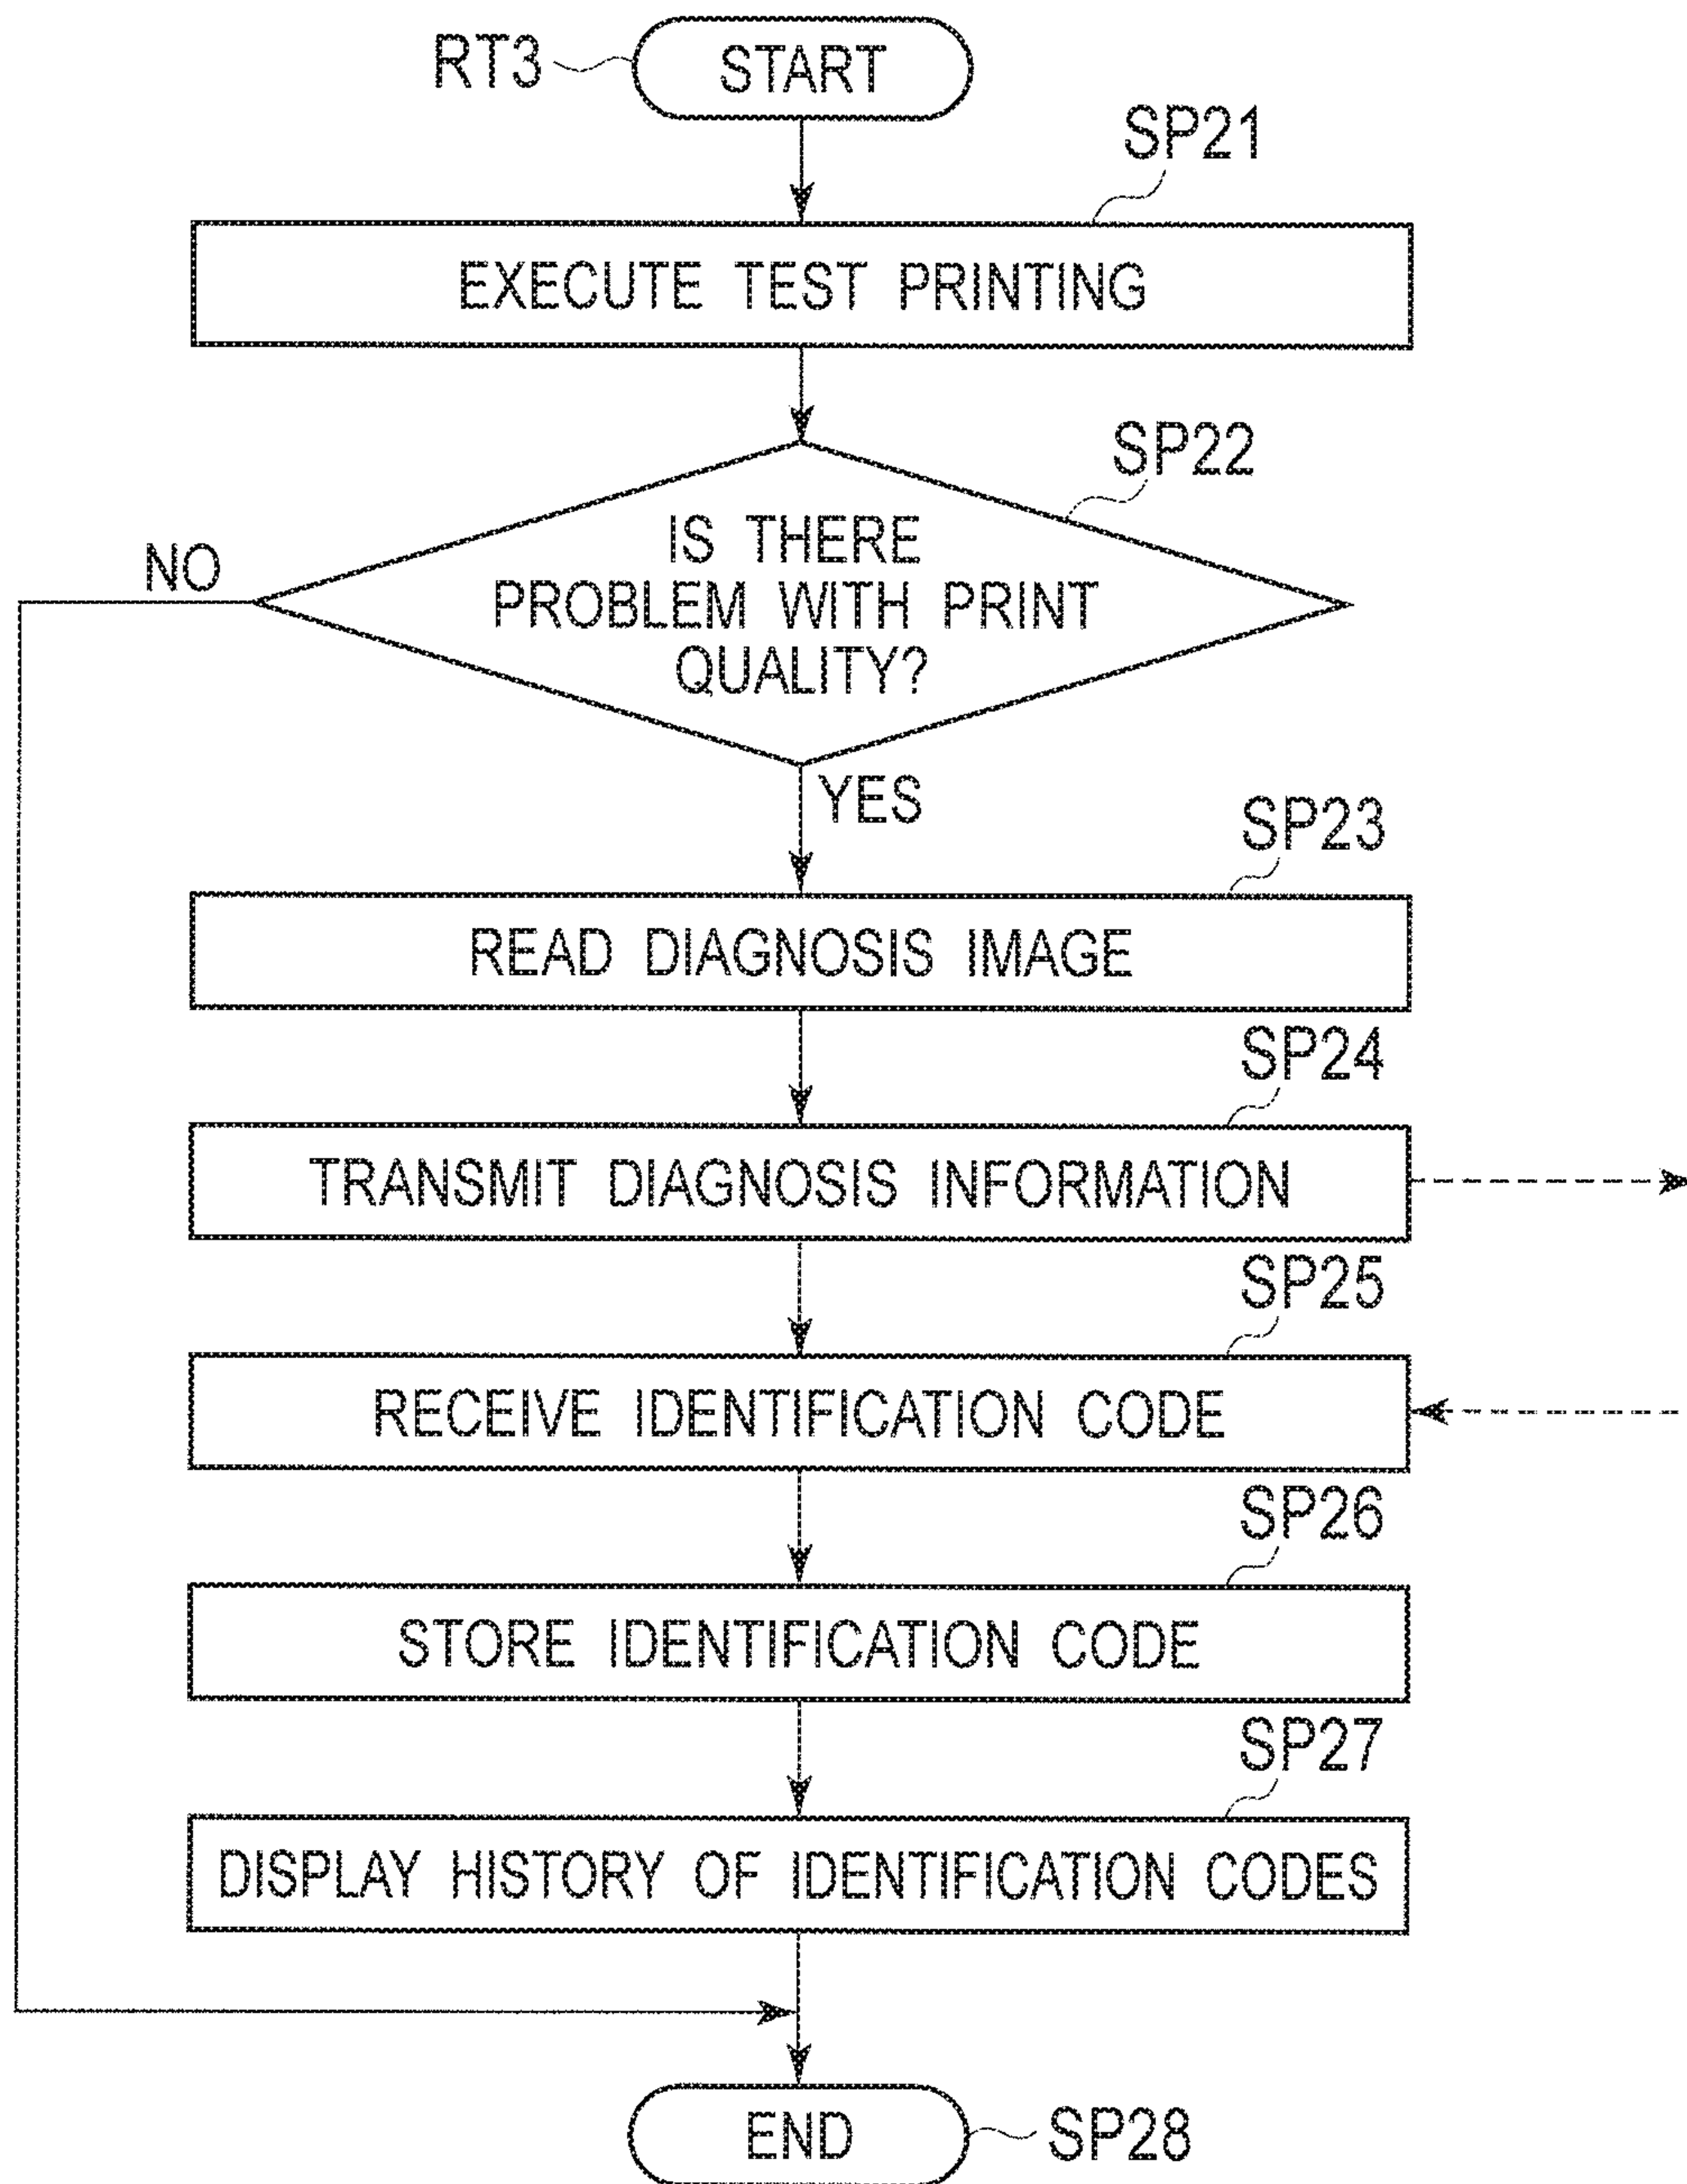 RT3
START
SP21
EXECUTE TEST PRINTING
SP22
IS THERE
PROBLEM WITH PRINT
QUALITY?
NO
YES
SP23
READ DIAGNOSIS IMAGE
SP24
TRANSMIT DIAGNOSIS INFORMATION
SP25
RECEIVE IDENTIFICATION CODE
SP26
STORE IDENTIFICATION CODE
SP27
DISPLAY HISTORY OF IDENTIFICATION CODES
END
SP28